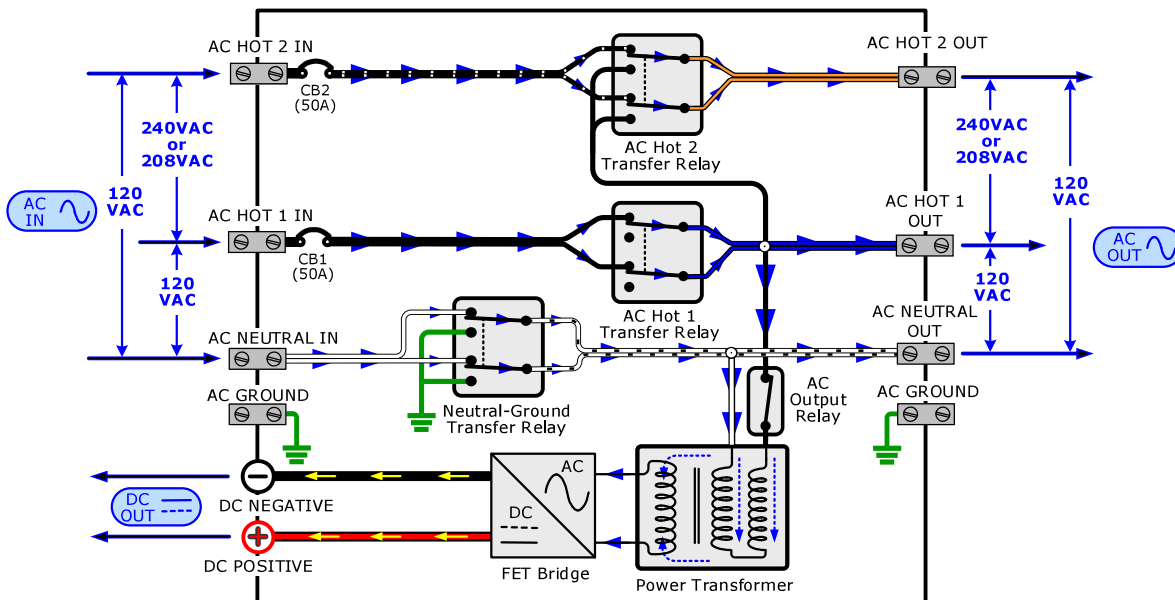 AC HOT 2 IN
CB2
(50A)
AC Hot 2
Transfer Relay
AC HOT 2 OUT
240VAC
or
208VAC
120
VAC
AC
IN
AC HOT 1 IN
CB1
(50A)
120
VAC
AC Hot 1
Transfer Relay
AC HOT 1
OUT
240VAC
or
208VAC
120
VAC
AC
OUT
120
VAC
AC NEUTRAL IN
AC NEUTRAL
OUT
AC GROUND
Neutral-Ground
Transfer Relay
AC
Output
Relay
AC GROUND
DC
OUT
DC NEGATIVE
DC POSITIVE
AC
DC
FET Bridge
Power Transformer